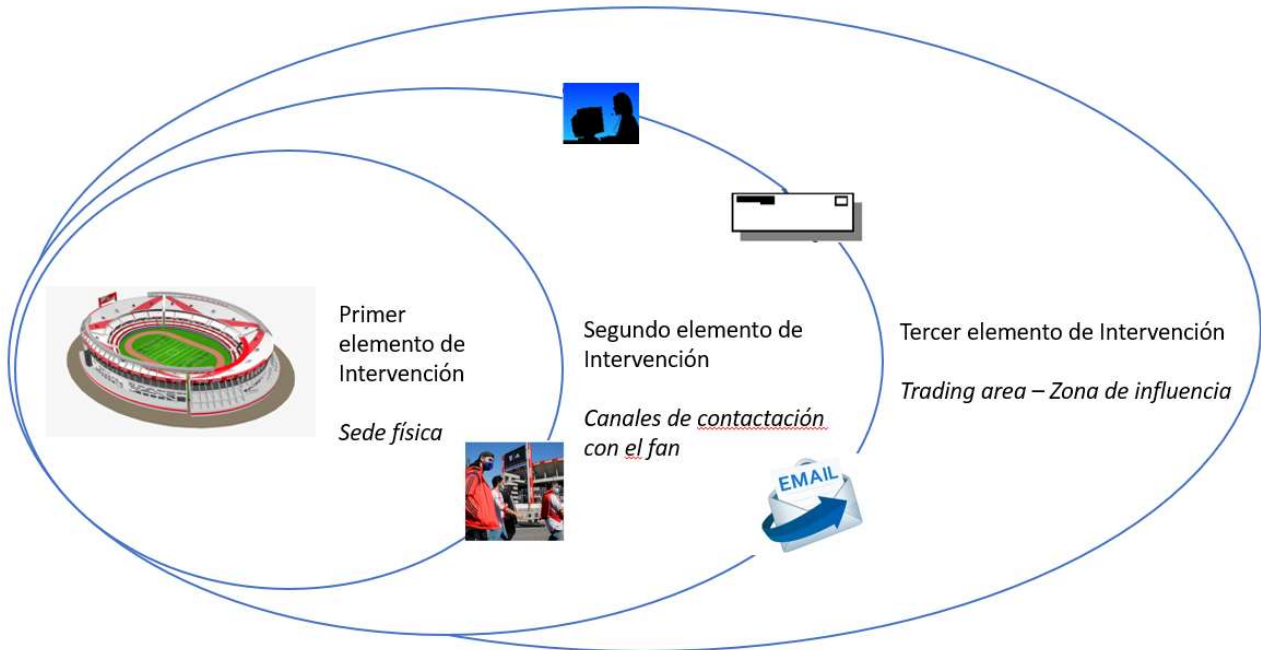 Primer
elemento de
Intervención
Sede física
Segundo elemento de
Intervención
Canales de contactación
con el fan
Tercer elemento de Intervención
Trading area – Zona de influencia
EMAIL